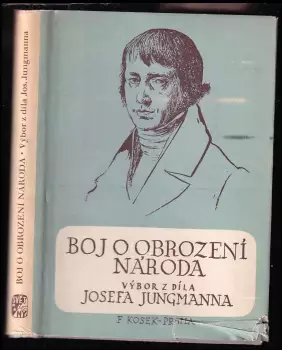 BOJ O OBROZENÍ NÁRODA • Výbor z díla Jos. Jungmanna
BOJ O OBROZENÍ
NÁRODA
VÝBOR Z DÍLA
JOSEFA JUNGMANNA
F. KOSEK - PRAHA